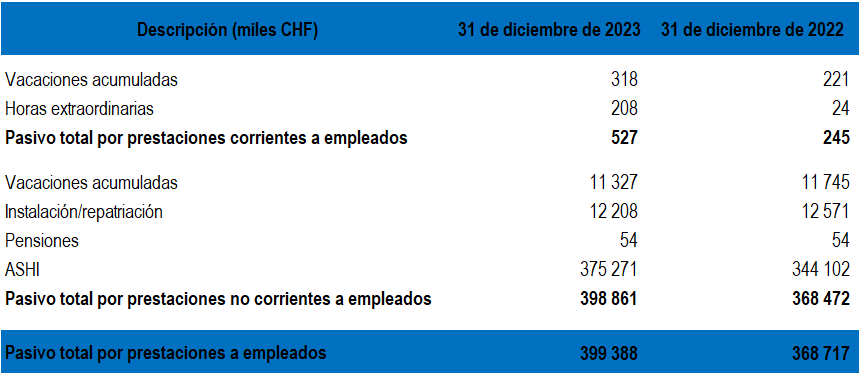 Descripción (miles CHF) 31 de diciembre de 2023 31 de diciembre de 2022
Vacaciones acumuladas 318 221
Horas extraordinarias 208 24
Pasivo total por prestaciones corrientes a empleados 527 245
Vacaciones acumuladas 11 327 11 745
Instalación/repatriación 12 208 12 571
Pensiones 54 54
ASHI 375 271 344 102
Pasivo total por prestaciones no corrientes a empleados 398 861 368 472
Pasivo total por prestaciones a empleados 399 388 368 717